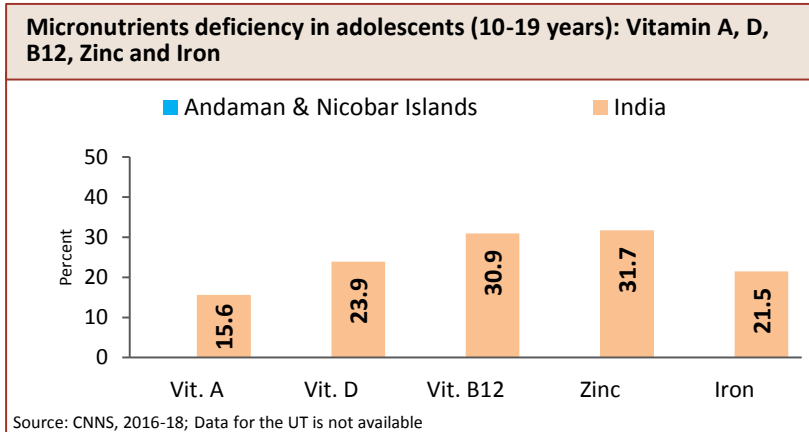 Micronutrients deficiency in adolescents (10-19 years): Vitamin A, D,
B12, Zinc and Iron
Andaman & Nicobar Islands India
50
40
30
20
10
0
Percent
15.6
23.9
30.9
31.7
21.5
Vit. A Vit. D Vit. B12 Zinc Iron
Source: CNNS, 2016-18; Data for the UT is not available